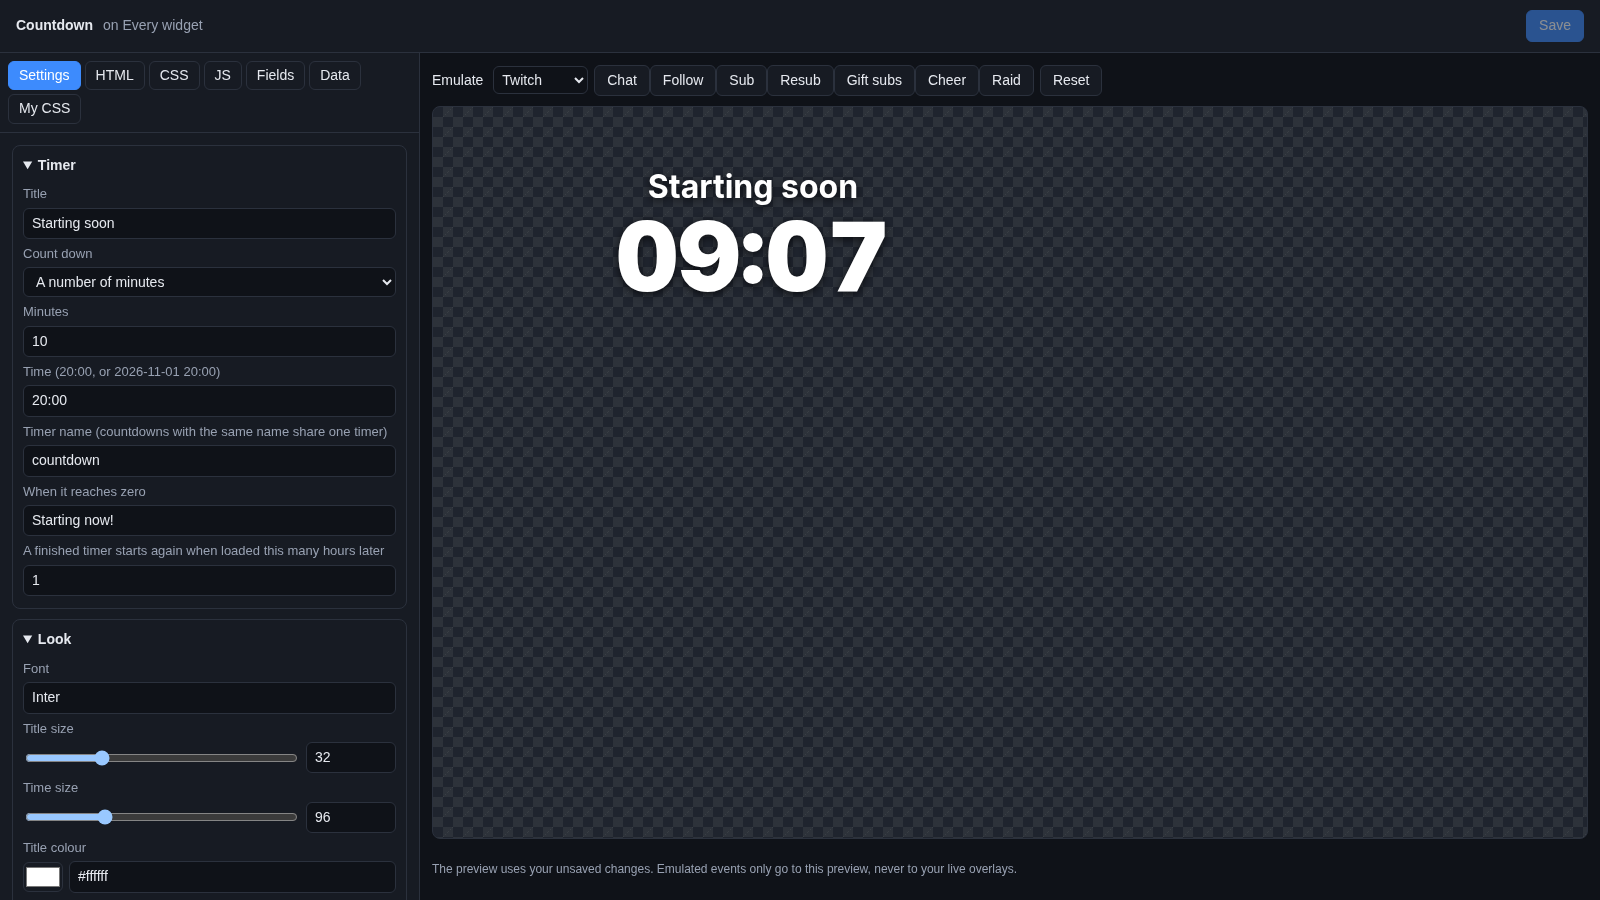 Countdown on Every widget
Save
Settings
HTML
CSS
JS
Fields
Data
My CSS
Emulate
Twitch
Chat
Follow
Sub
Resub
Gift subs
Cheer
Raid
Reset
Timer
Title
Starting soon
Count down
A number of minutes
Minutes
10
Time (20:00, or 2026-11-01 20:00)
20:00
Timer name (countdowns with the same name share one timer)
countdown
When it reaches zero
Starting now!
A finished timer starts again when loaded this many hours later
1
Look
Font
Inter
Title size
32
Time size
96
Title colour
#ffffff
Starting soon
09:07
The preview uses your unsaved changes. Emulated events only go to this preview, never to your live overlays.